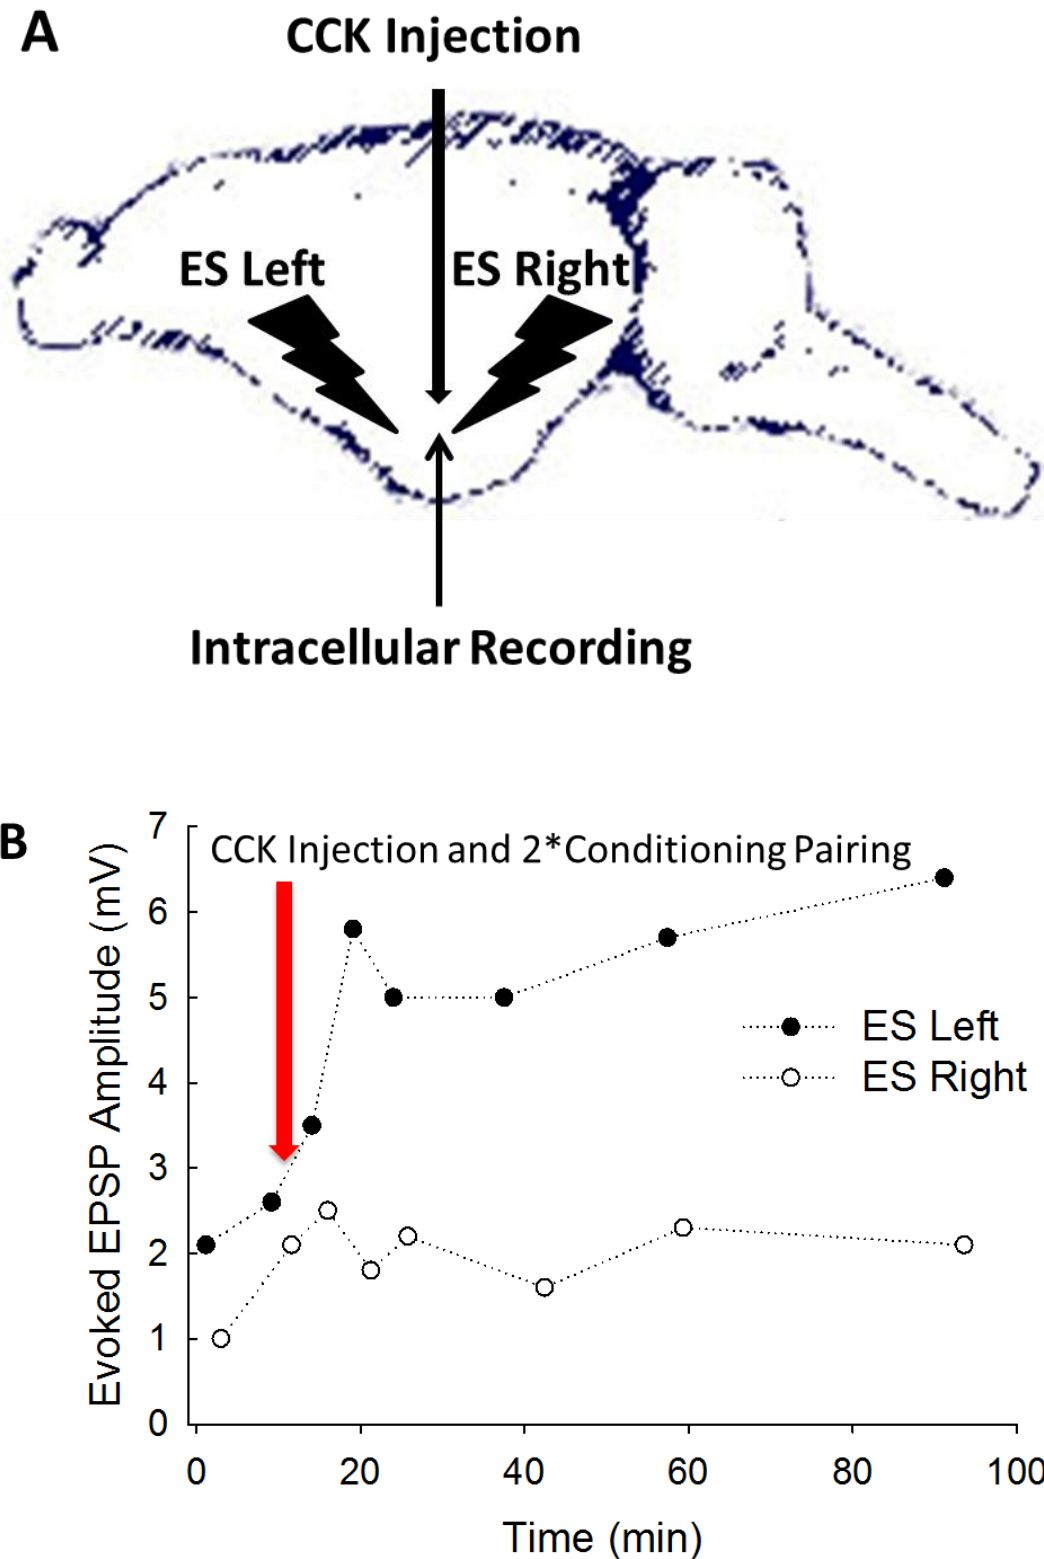 A
CCK Injection
ES Left
ES Right
Intracellular Recording
B
CCK Injection and 2*Conditioning Pairing
Evoked EPSP Amplitude (mV)
7
6
5
4
3
2
1
0
ES Left
ES Right
0 20 40 60 80 100
Time (min)